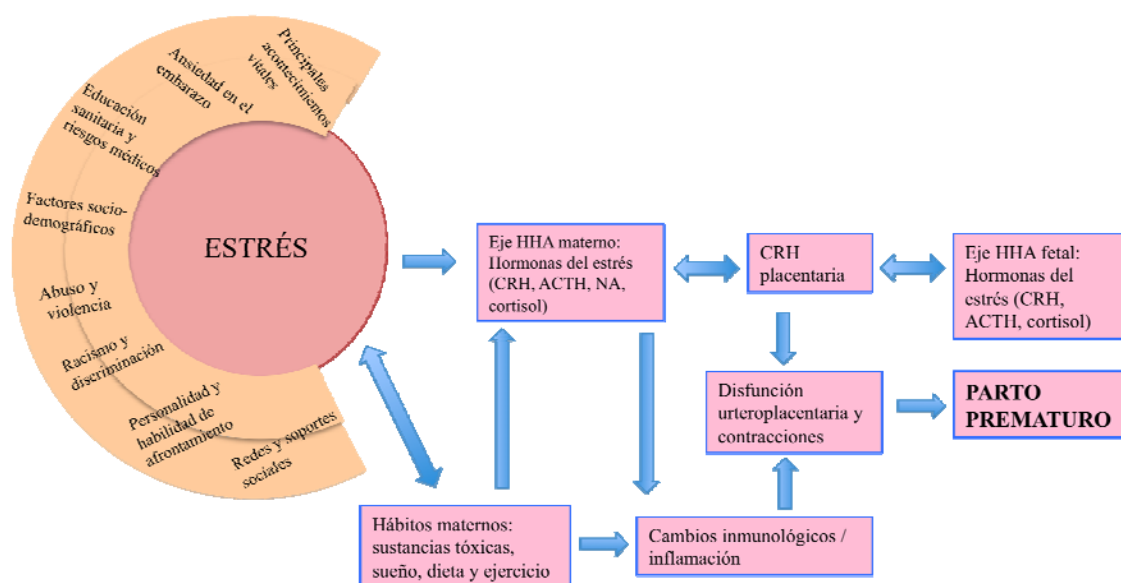 Principales
acontecimientos
vitales
Ansiedad en el
embarazo
Educación
sanitaria y
riesgos médicos
Factores socio-
demográficos
Abuso y
violencia
Racismo y
discriminación
Personalidad y
habilidad de
afrontamiento
Redes y soportes
sociales
ESTRÉS
Eje HHA materno:
Hormonas del estrés
(CRH, ACTH, NA,
cortisol)
CRH
placentaria
Eje HHA fetal:
Hormonas del
estrés (CRH,
ACTH, cortisol)
Disfunción
urteroplacentaria y
contracciones
PARTO
PREMATURO
Hábitos maternos:
sustancias tóxicas,
sueño, dieta y ejercicio
Cambios inmunológicos /
inflamación